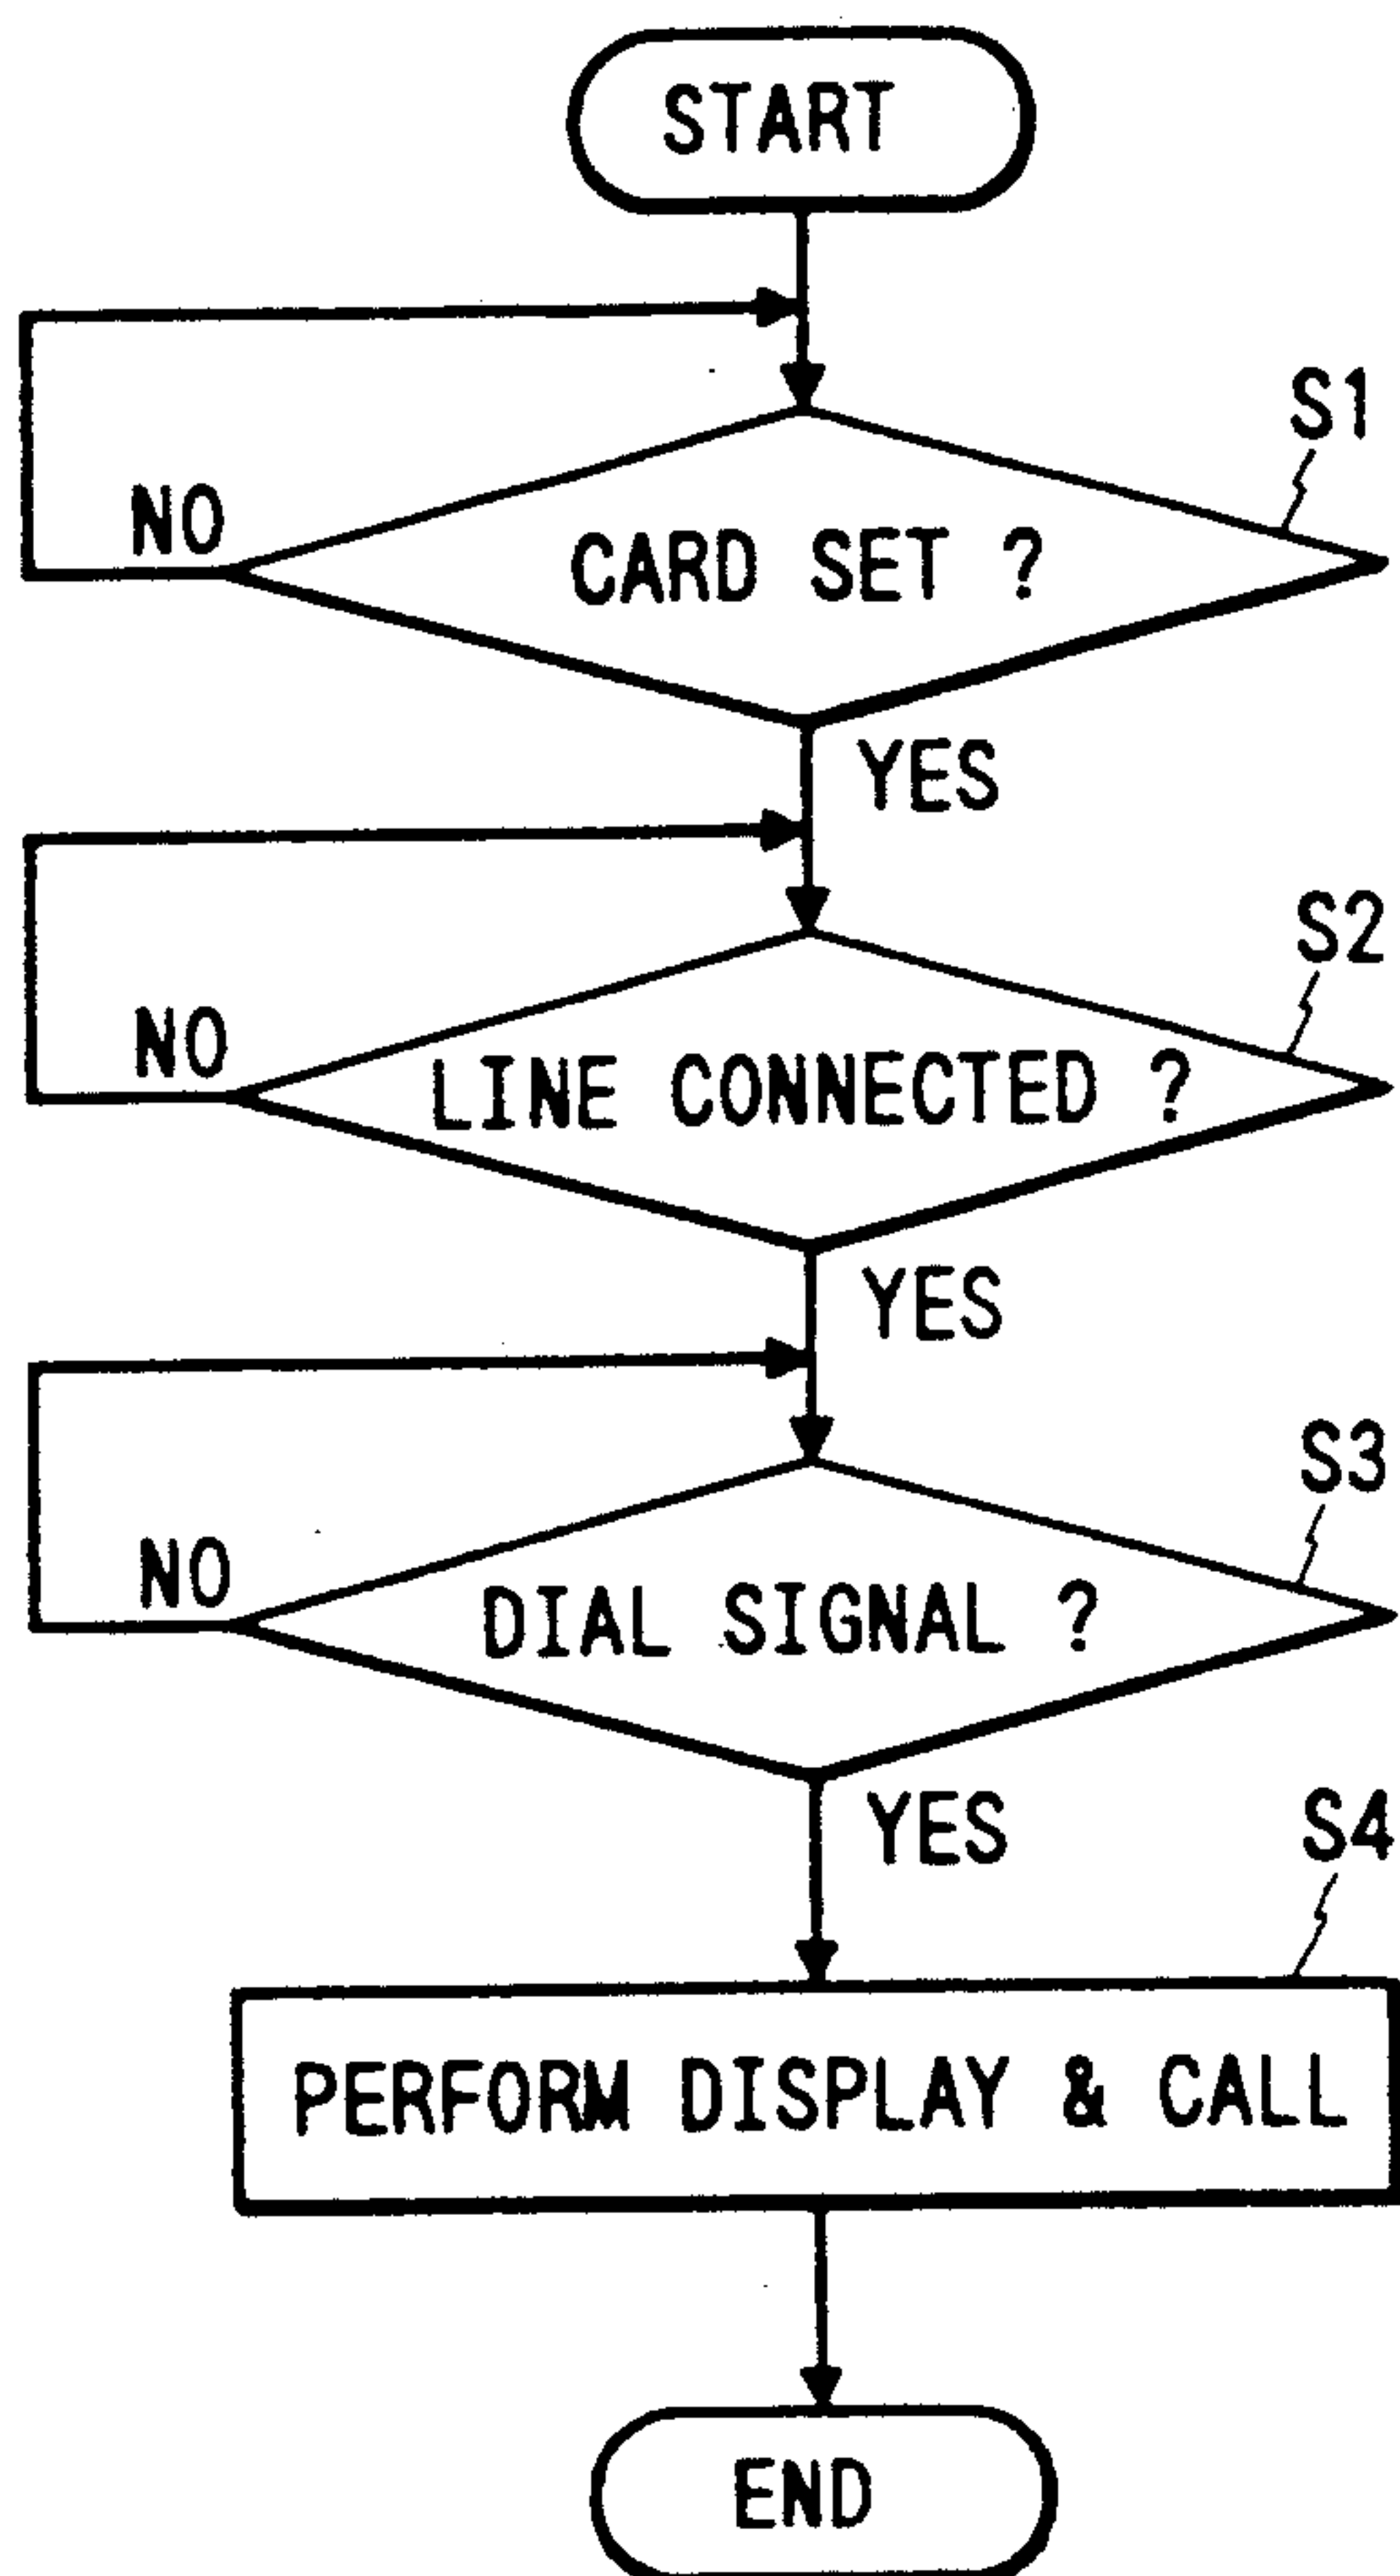 START
S1
NO
CARD SET ?
YES
S2
NO
LINE CONNECTED ?
YES
S3
NO
DIAL SIGNAL ?
YES
S4
PERFORM DISPLAY & CALL
END